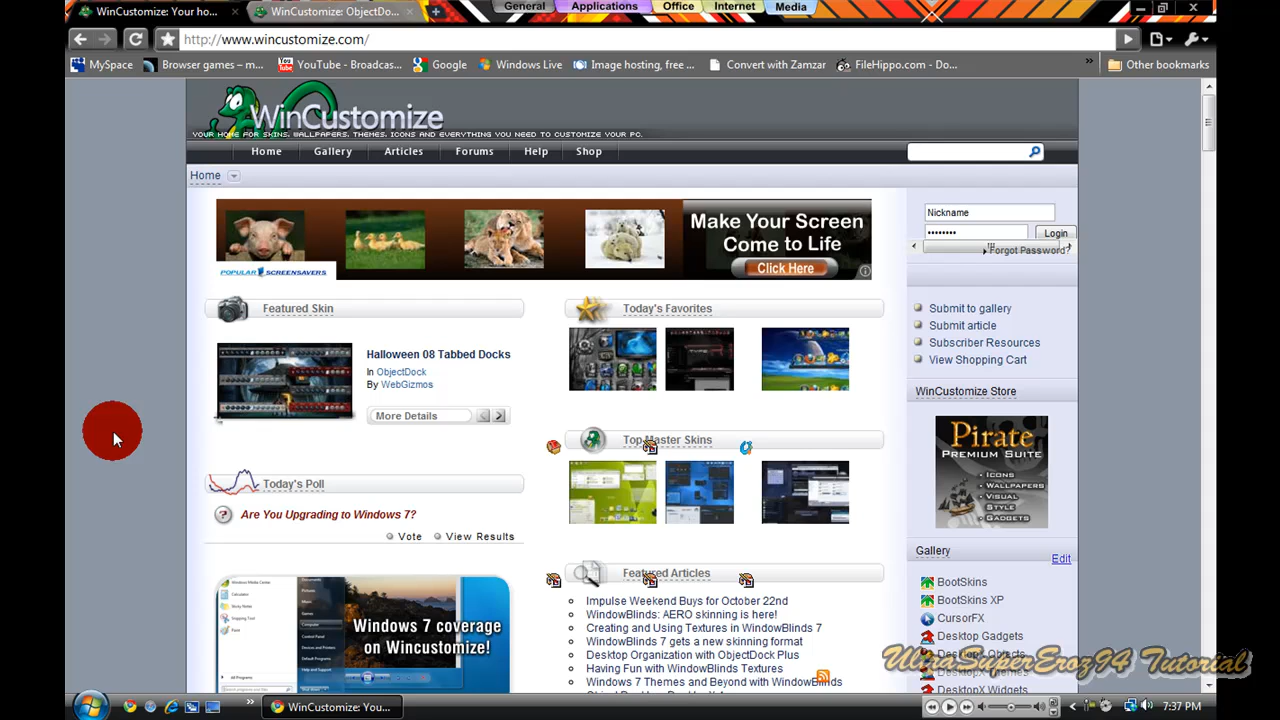 General Applications Office Internet Media
WinCustomize: Your ho...
WinCustomize: ObjectDo...
http://www.wincustomize.com/
MySpace
Browser games – m...
YouTube - Broadcas...
Google
Windows Live
Image hosting, free ...
Convert with Zamzar
FileHippo.com - Do...
Other bookmarks
WinCustomize
YOUR HOME FOR SKINS, WALLPAPERS, THEMES, ICONS AND EVERYTHING YOU NEED TO CUSTOMIZE YOUR PC.
Home Gallery Articles Forums Help Shop
Home
POPULAR SCREENSAVERS
Make Your Screen
Come to Life
Click Here
Nickname
••••••••
Login
Forgot Password?
Featured Skin
Halloween 08 Tabbed Docks
In ObjectDock
By WebGizmos
More Details
Today's Poll
Are You Upgrading to Windows 7?
Vote View Results
Windows 7 coverage
on Wincustomize!
Today's Favorites
Top Master Skins
Featured Articles
Impulse Weekend Buys for October 22nd
WindowBlinds: AERO skinning is here!
Creating and Using Textures in WindowBlinds 7
WindowBlinds 7 gets a new skinning format
Desktop Organization with ObjectDock Plus
Having Fun with WindowBlinds Textures
Windows 7 Themes and Beyond with WindowBlinds
Submit to gallery
Submit article
Subscriber Resources
View Shopping Cart
WinCustomize Store
Pirate
PREMIUM SUITE
ICONS
WALLPAPERS
VISUAL
STYLE
GADGETS
Gallery
Edit
BootSkins
BootSkins XP
CursorFX
Desktop Gadgets
DesktopX Widgets
WinCustomize: You...
7:37 PM